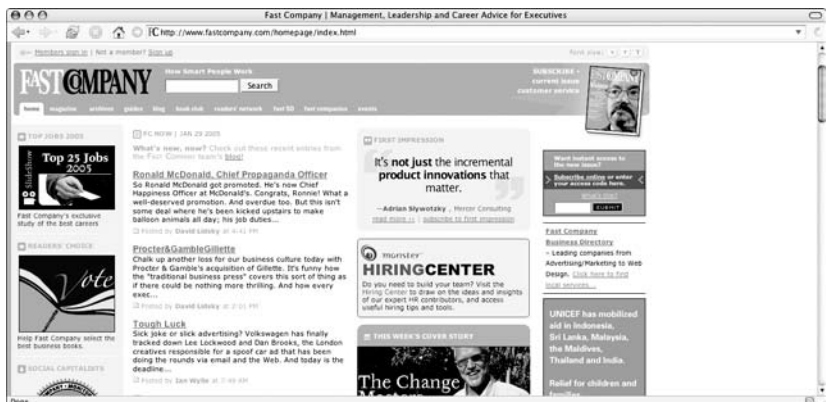 Fast Company | Management, Leadership and Career Advice for Executives
http://www.fastcompany.com/homepage/index.html
Members sign in | Not a member? Sign up
FAST COMPANY
How Smart People Work
Search
SUBSCRIBE
current issue
customer service
home magazine archives guides blog book club readers' network fast 50 fast companies events
TOP JOBS 2005
SlideShow
Top 25 Jobs
2005
Fast Company's exclusive
study of the best careers
READERS' CHOICE
Vote
Help Fast Company select the
best business books.
SOCIAL CAPITALISTS
FC NOW | JAN 29 2005
What's new, now? Check out these recent entries from
the Fast Company team's blog!
Ronald McDonald, Chief Propaganda Officer
So Ronald McDonald got promoted. He's now Chief
Happiness Officer at McDonald's. Congrats, Ronnie! What a
well-deserved promotion. And overdue too. But this isn't
some deal where he's been kicked upstairs to make
balloon animals all day; his job duties...
Posted by David Lidsky at 4:41 PM
Procter&GambleGillette
Chalk up another loss for our business culture today with
Procter & Gamble's acquisition of Gillette. It's funny how
the "traditional business press" covers this sort of thing as
if there could be nothing more thrilling. And how every
exec...
Posted by David Lidsky at 2:01 PM
Tough Luck
Sick joke or slick advertising? Volkswagen has finally
tracked down Lee Lockwood and Dan Brooks, the London
creatives responsible for a spoof car ad that has been
doing the rounds via email and the Web. And today is the
deadline...
Posted by Ian Wylie at 7:49 AM
FIRST IMPRESSION
It's not just the incremental
product innovations that
matter.
—Adrian Slywotzky, Mercer Consulting
read more | subscribe to first impression
monster
HIRINGCENTER
Do you need to build your team? Visit the
Hiring Center to draw on the ideas and insights
of our expert HR contributors, and access
useful hiring tips and tools.
THIS WEEK'S COVER STORY
The Change
Masters
Want instant access to
the new issue?
Subscribe online or enter
your access code here.
what's this?
SUBMIT
Fast Company
Business Directory
– Leading companies from
Advertising/Marketing to Web
Design. Click here to find
local services...
UNICEF has mobilized
aid in Indonesia,
Sri Lanka, Malaysia,
the Maldives,
Thailand and India.
Relief for children and
families
Done